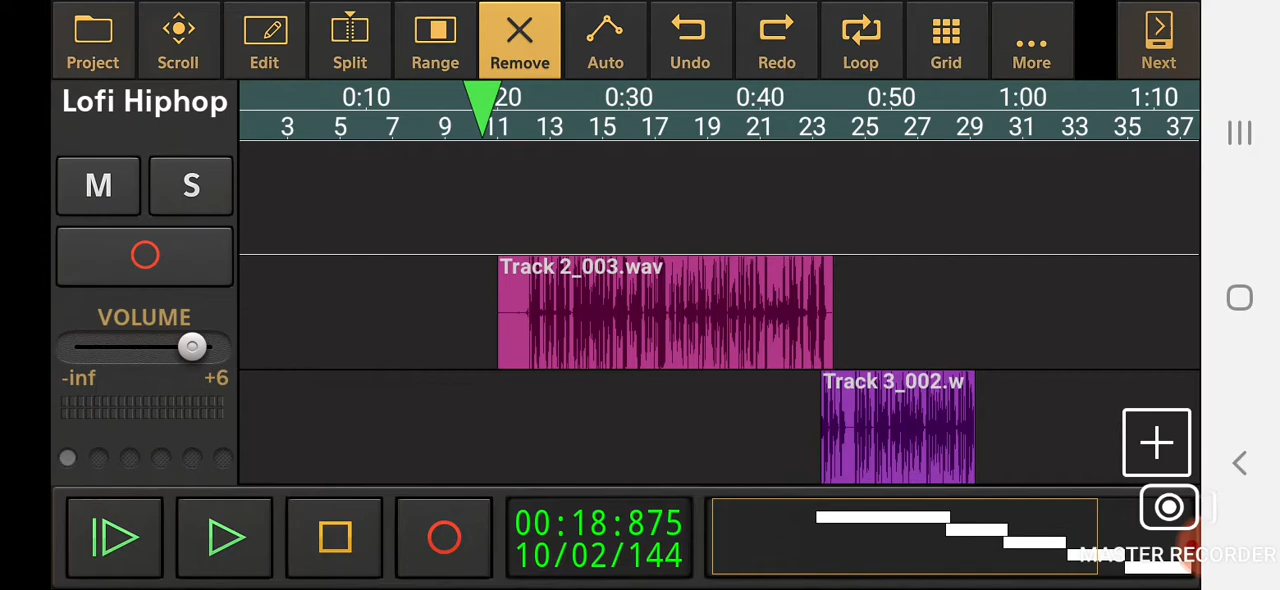 Project Scroll Edit Split Range Remove Auto Undo Redo Loop Grid More Next
Lofi Hiphop
0:10 20 0:30 0:40 0:50 1:00 1:10
3 5 7 9 11 13 15 17 19 21 23 25 27 29 31 33 35 37
M S
Track 2_003.wav
VOLUME
-inf +6
Track 3_002.w
00:18:875
10/02/144
MASTER RECORDER